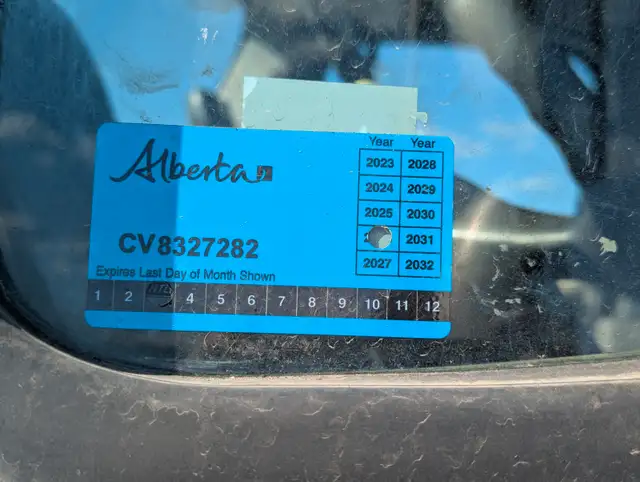 Alberta
Year Year
2023 2028
2024 2029
2025 2030
2031
2027 2032
CV8327282
Expires Last Day of Month Shown
1 2 4 5 6 7 8 9 10 11 12